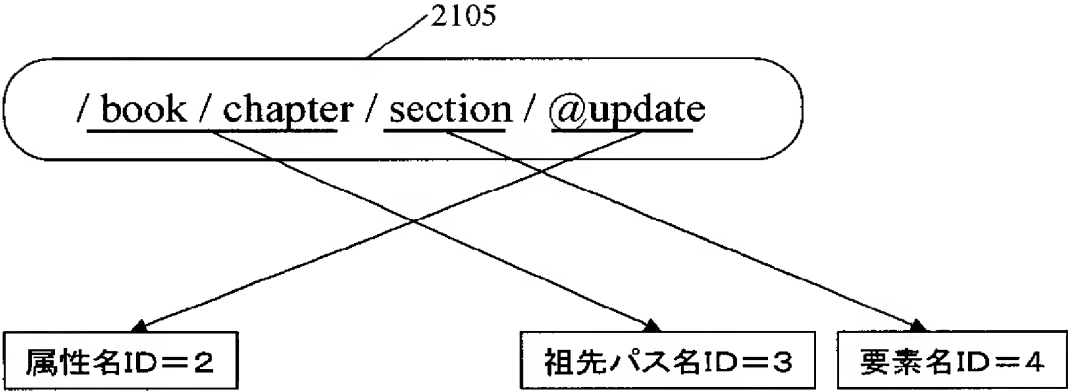 2105
/ book / chapter / section / @update
属性名ID=2
祖先パス名ID=3
要素名ID=4